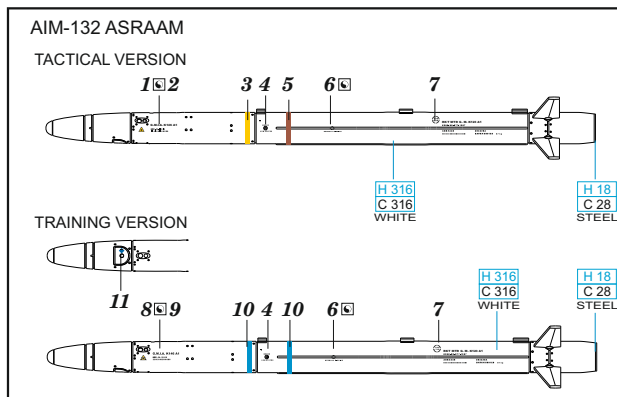 AIM-132 ASRAAM
TACTICAL VERSION
1 2 3 4 5 6 7
H 316
C 316
WHITE
H 18
C 28
STEEL
TRAINING VERSION
11
H 316
C 316
WHITE
H 18
C 28
STEEL
8 9 10 4 10 6 7